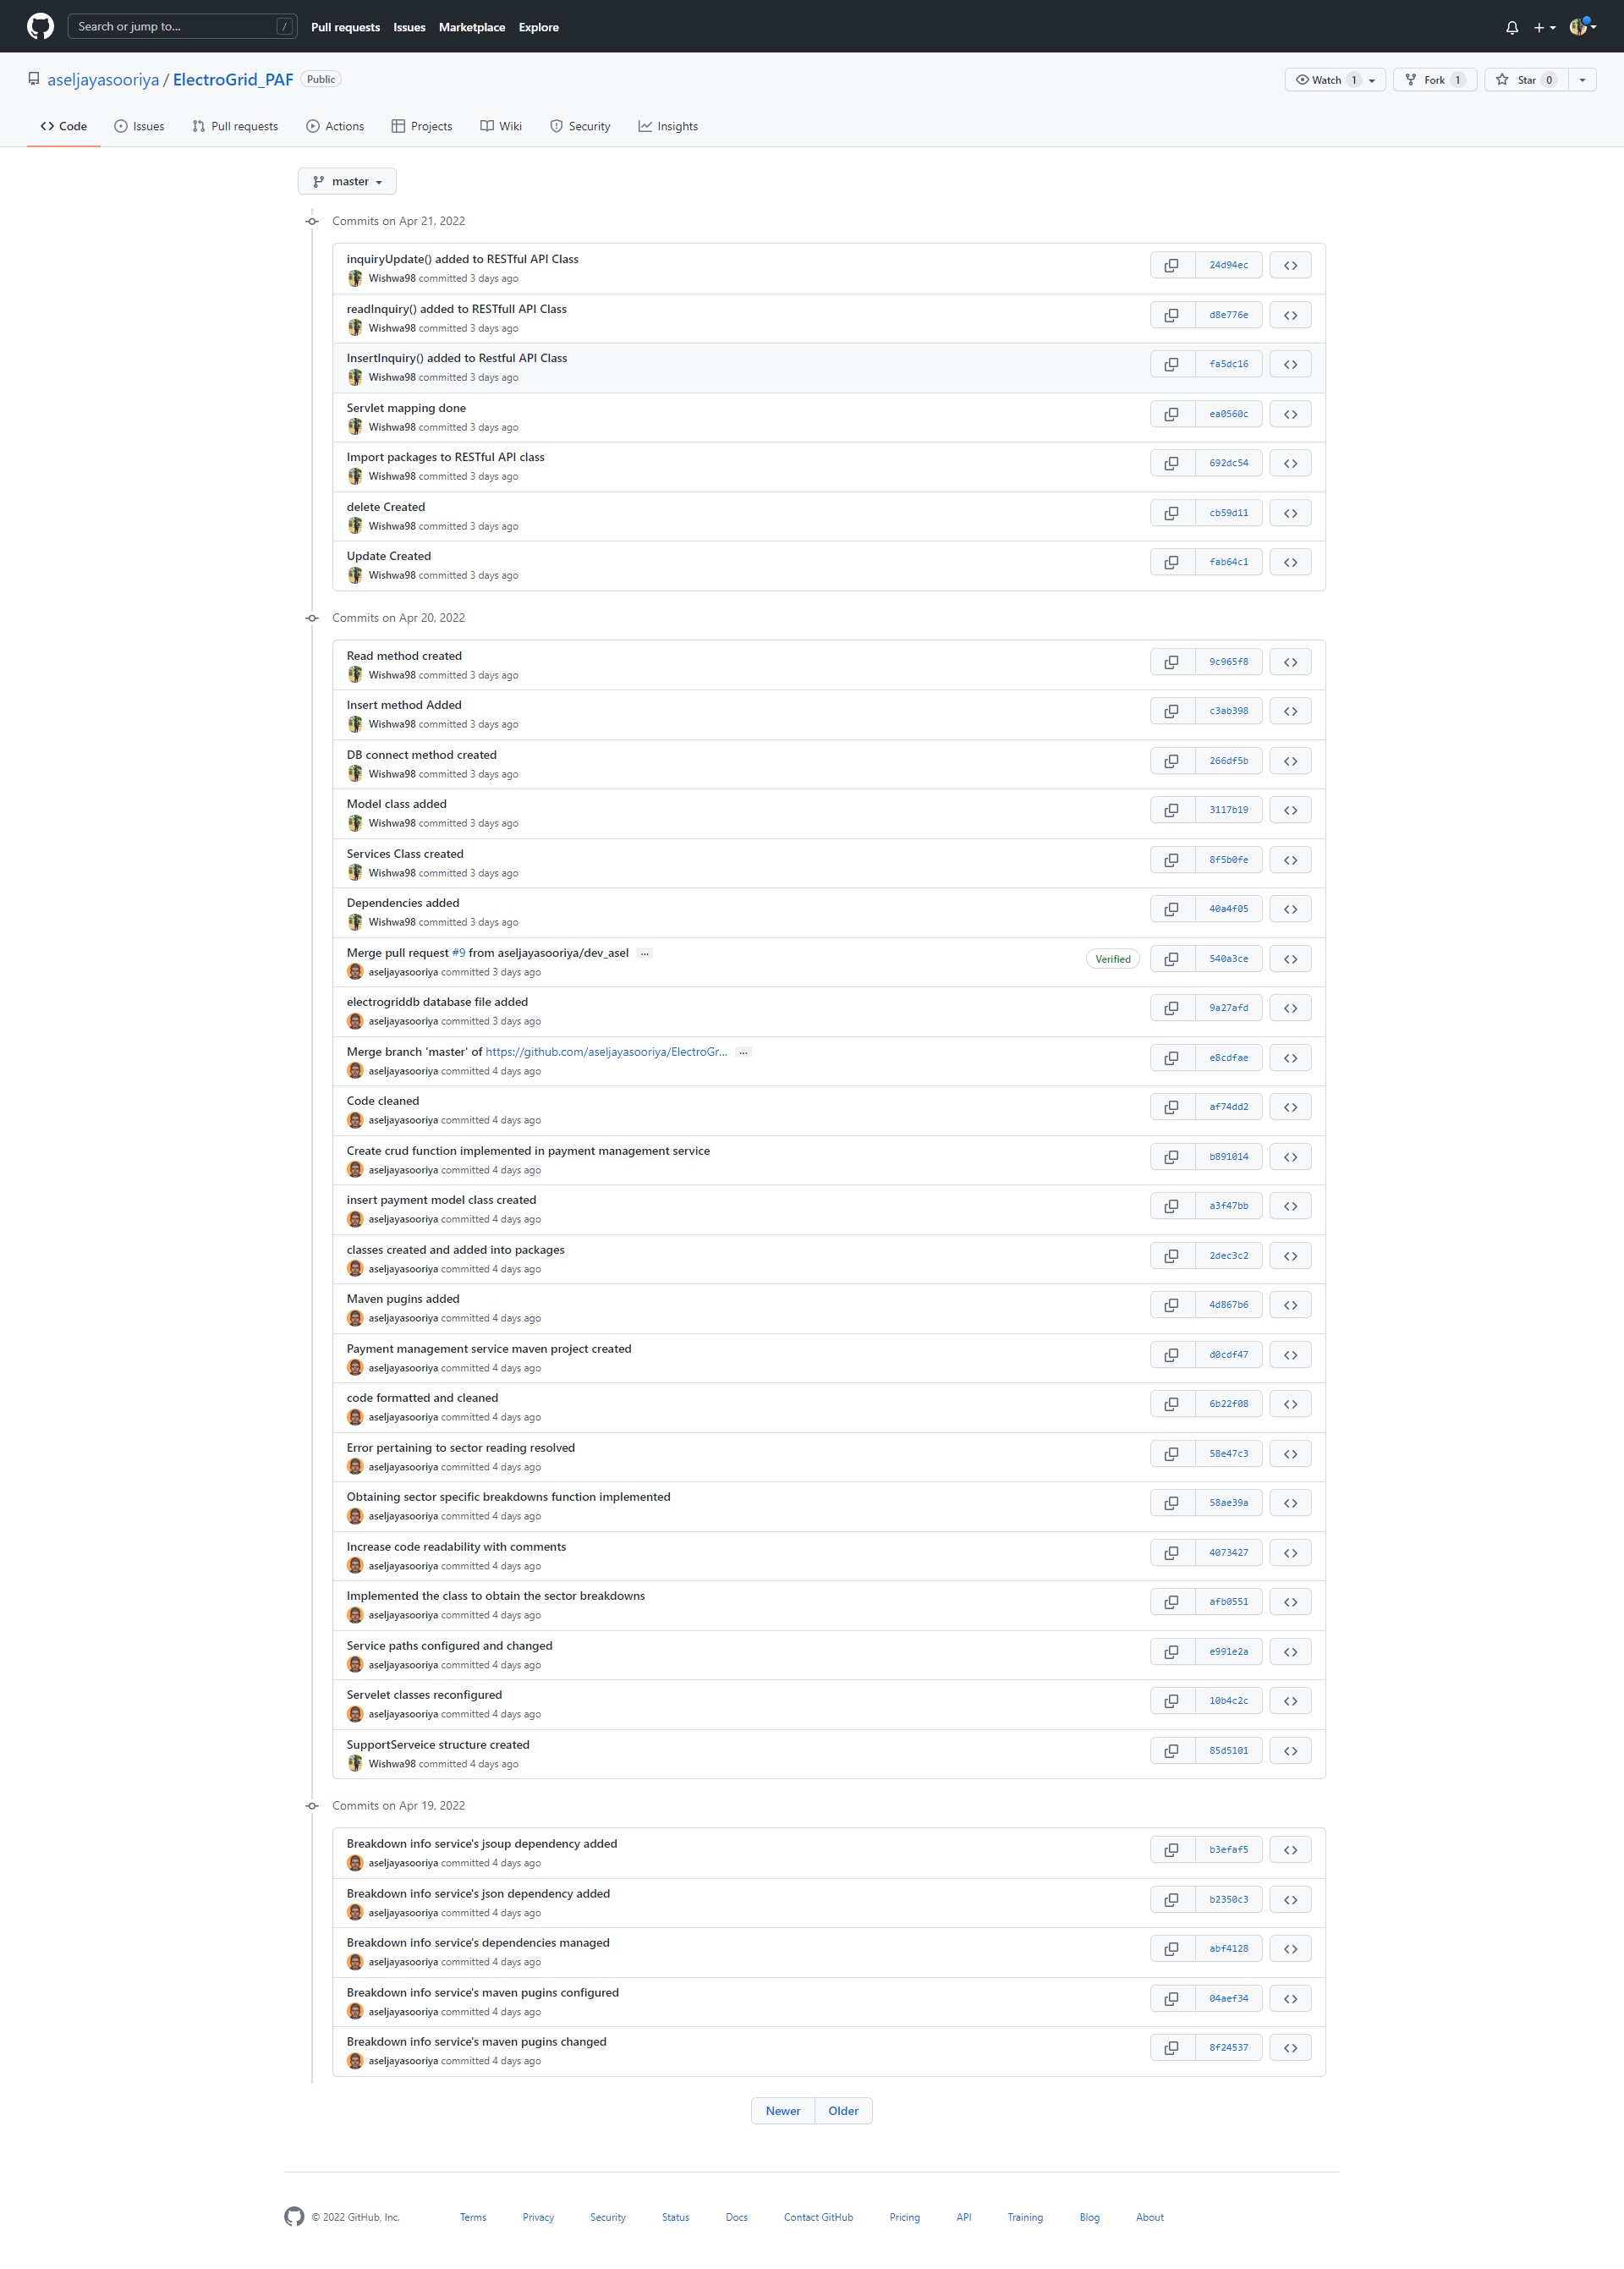 Search or jump to... /
Pull requests Issues Marketplace Explore
aseljayasooriya / ElectroGrid_PAF Public
Watch 1 Fork 1 Star 0
Code Issues Pull requests Actions Projects Wiki Security Insights
master
Commits on Apr 21, 2022
inquiryUpdate() added to RESTful API Class
Wishwa98 committed 3 days ago
24d94ec
readInquiry() added to RESTfull API Class
Wishwa98 committed 3 days ago
d8e776e
InsertInquiry() added to Restful API Class
Wishwa98 committed 3 days ago
fa5dc16
Servlet mapping done
Wishwa98 committed 3 days ago
ea0560c
Import packages to RESTful API class
Wishwa98 committed 3 days ago
692dc54
delete Created
Wishwa98 committed 3 days ago
cb59d11
Update Created
Wishwa98 committed 3 days ago
fab64c1
Commits on Apr 20, 2022
Read method created
Wishwa98 committed 3 days ago
9c965f8
Insert method Added
Wishwa98 committed 3 days ago
c3ab398
DB connect method created
Wishwa98 committed 3 days ago
266df5b
Model class added
Wishwa98 committed 3 days ago
3117b19
Services Class created
Wishwa98 committed 3 days ago
8f5b0fe
Dependencies added
Wishwa98 committed 3 days ago
40a4f05
Merge pull request #9 from aseljayasooriya/dev_asel ...
aseljayasooriya committed 3 days ago
Verified 540a3ce
electrogriddb database file added
aseljayasooriya committed 3 days ago
9a27afd
Merge branch 'master' of https://github.com/aseljayasooriya/ElectroGr... ...
aseljayasooriya committed 4 days ago
e8cdfae
Code cleaned
aseljayasooriya committed 4 days ago
af74dd2
Create crud function implemented in payment management service
aseljayasooriya committed 4 days ago
b891014
insert payment model class created
aseljayasooriya committed 4 days ago
a3f47bb
classes created and added into packages
aseljayasooriya committed 4 days ago
2dec3c2
Maven pugins added
aseljayasooriya committed 4 days ago
4d867b6
Payment management service maven project created
aseljayasooriya committed 4 days ago
d0cdf47
code formatted and cleaned
aseljayasooriya committed 4 days ago
6b22f08
Error pertaining to sector reading resolved
aseljayasooriya committed 4 days ago
58e47c3
Obtaining sector specific breakdowns function implemented
aseljayasooriya committed 4 days ago
58ae39a
Increase code readability with comments
aseljayasooriya committed 4 days ago
4073427
Implemented the class to obtain the sector breakdowns
aseljayasooriya committed 4 days ago
afb0551
Service paths configured and changed
aseljayasooriya committed 4 days ago
e991e2a
Servelet classes reconfigured
aseljayasooriya committed 4 days ago
10b4c2c
SupportServeice structure created
Wishwa98 committed 4 days ago
85d5101
Commits on Apr 19, 2022
Breakdown info service's jsoup dependency added
aseljayasooriya committed 4 days ago
b3efaf5
Breakdown info service's json dependency added
aseljayasooriya committed 4 days ago
b2350c3
Breakdown info service's dependencies managed
aseljayasooriya committed 4 days ago
abf4128
Breakdown info service's maven pugins configured
aseljayasooriya committed 4 days ago
04aef34
Breakdown info service's maven pugins changed
aseljayasooriya committed 4 days ago
8f24537
Newer Older
© 2022 GitHub, Inc. Terms Privacy Security Status Docs Contact GitHub Pricing API Training Blog About